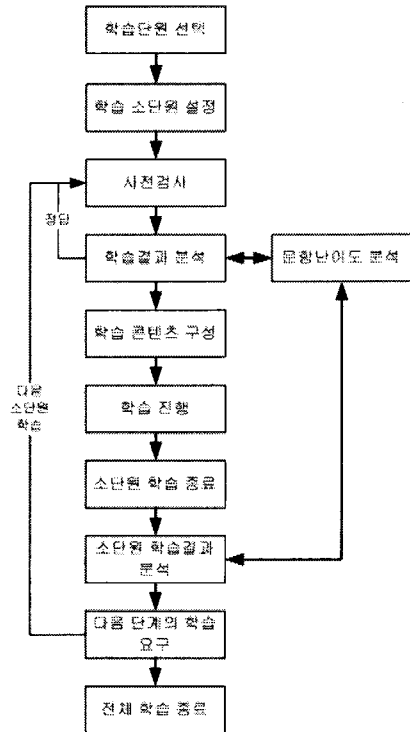 학습단원 선택
학습 소단원 설정
사전검사
정답
학습결과 분석
문항난이도 분석
학습 콘텐츠 구성
다음
소단원
학습
학습 진행
소단원 학습 종료
소단원 학습결과
분석
다음 단계의 학습
요구
전체 학습 종료